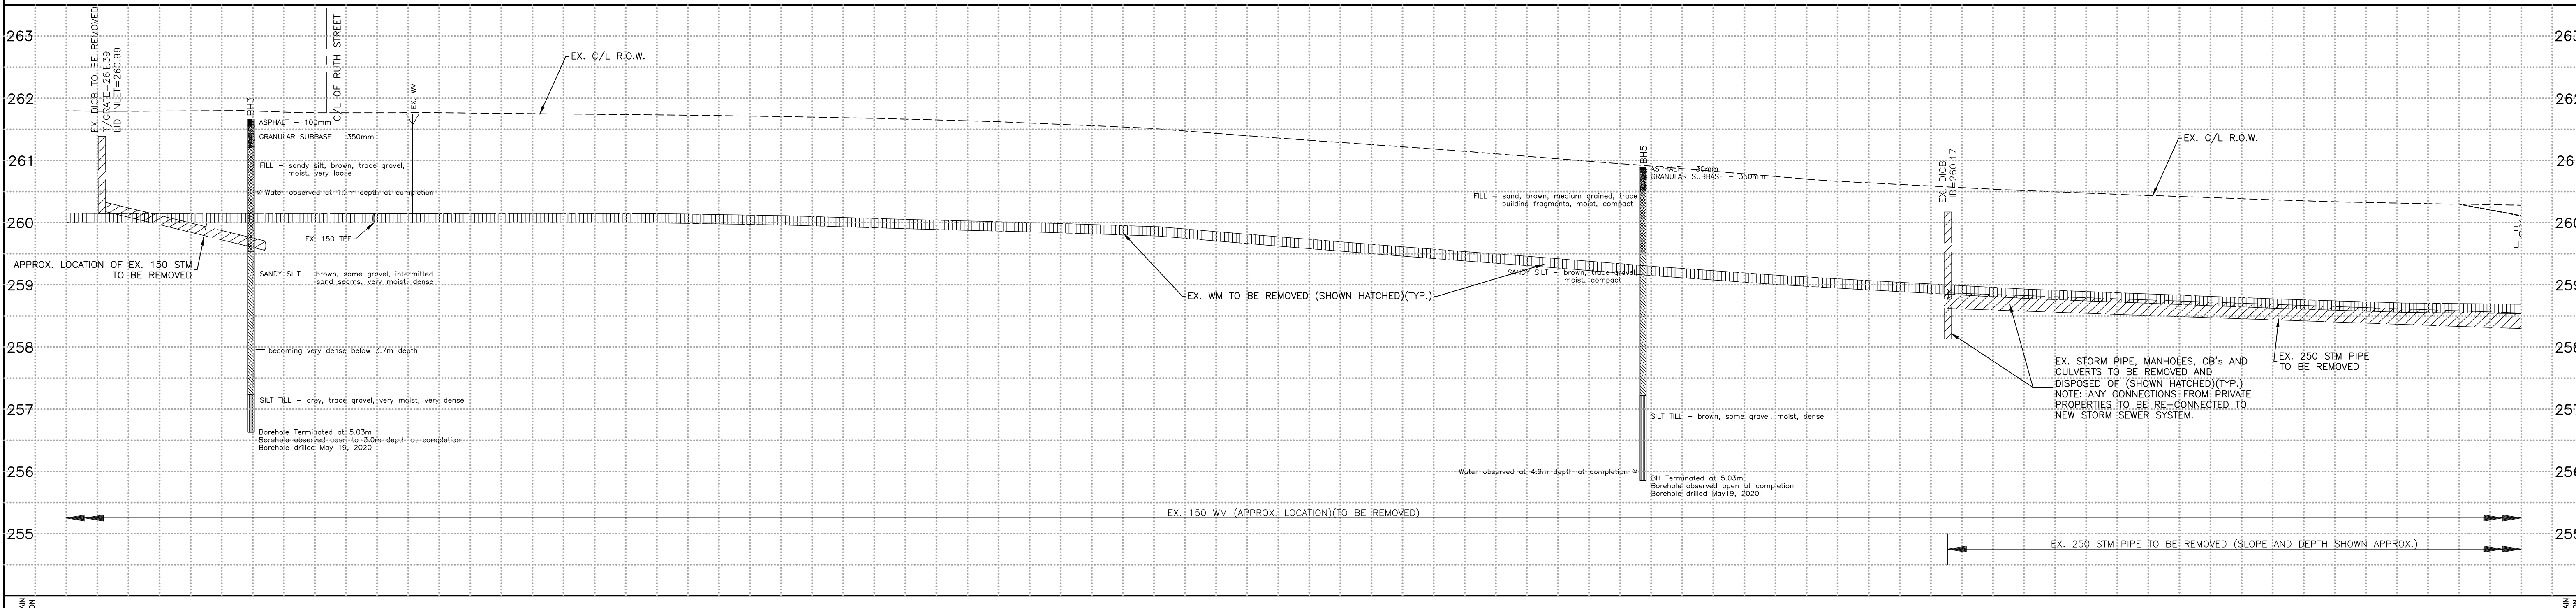 263
262
261
260
259
258
257
256
255
EX. DICB TO BE REMOVED
T/GRATE=261.39
LID INLET=260.99
BH3
C/L OF RUTH STREET
EX. WV
EX. C/L R.O.W.
ASPHALT - 100mm
GRANULAR SUBBASE - 350mm
FILL - sandy silt, brown, trace gravel,
moist, very loose
Water observed at 1.2m depth at completion
EX. 150 TEE
APPROX. LOCATION OF EX. 150 STM
TO BE REMOVED
SANDY SILT - brown, some gravel, intermitted
sand seams, very moist, dense
becoming very dense below 3.7m depth
SILT TILL - grey, trace gravel, very moist, very dense
Borehole Terminated at 5.03m
Borehole observed open to 3.0m depth at completion
Borehole drilled May 19, 2020
EX. WM TO BE REMOVED (SHOWN HATCHED)(TYP.)
BH5
ASPHALT - 30mm
GRANULAR SUBBASE - 350mm
FILL - sand, brown, medium grained, trace
building fragments, moist, compact
SANDY SILT - brown, trace gravel,
moist, compact
SILT TILL - brown, some gravel, moist, dense
Water observed at 4.9m depth at completion
BH Terminated at 5.03m
Borehole observed open at completion
Borehole drilled May19, 2020
EX. DICB
LID=260.17
EX. C/L R.O.W.
EX. STORM PIPE, MANHOLES, CB's AND
CULVERTS TO BE REMOVED AND
DISPOSED OF (SHOWN HATCHED)(TYP.)
NOTE: ANY CONNECTIONS FROM PRIVATE
PROPERTIES TO BE RE-CONNECTED TO
NEW STORM SEWER SYSTEM.
EX. 250 STM PIPE
TO BE REMOVED
EX. 150 WM (APPROX. LOCATION)(TO BE REMOVED)
EX. 250 STM PIPE TO BE REMOVED (SLOPE AND DEPTH SHOWN APPROX.)